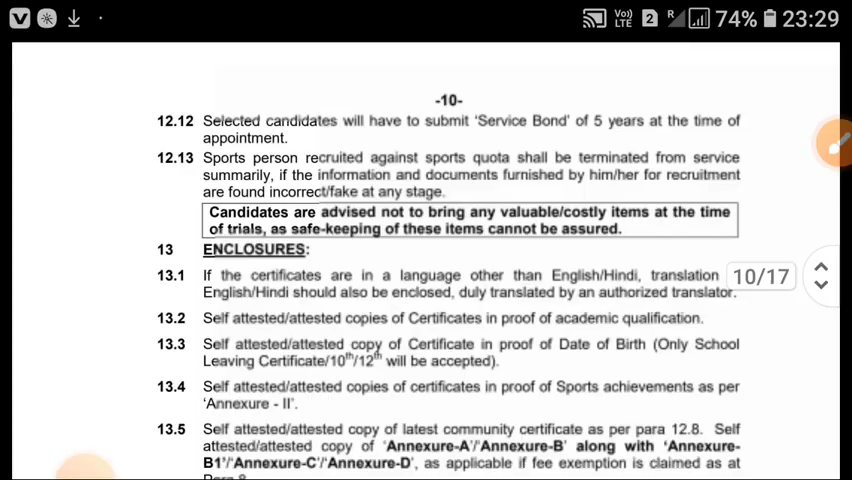 Vo) LTE 2 R 74% 23:29
-10-
12.12 Selected candidates will have to submit 'Service Bond' of 5 years at the time of
appointment.
12.13 Sports person recruited against sports quota shall be terminated from service
summarily, if the information and documents furnished by him/her for recruitment
are found incorrect/fake at any stage.
Candidates are advised not to bring any valuable/costly items at the time
of trials, as safe-keeping of these items cannot be assured.
13 ENCLOSURES:
13.1 If the certificates are in a language other than English/Hindi, translation
English/Hindi should also be enclosed, duly translated by an authorized translator.
10/17
13.2 Self attested/attested copies of Certificates in proof of academic qualification.
13.3 Self attested/attested copy of Certificate in proof of Date of Birth (Only School
Leaving Certificate/10th/12th will be accepted).
13.4 Self attested/attested copies of certificates in proof of Sports achievements as per
'Annexure - II'.
13.5 Self attested/attested copy of latest community certificate as per para 12.8. Self
attested/attested copy of 'Annexure-A'/'Annexure-B' along with 'Annexure-
B1'/'Annexure-C'/'Annexure-D', as applicable if fee exemption is claimed as at
Para 8